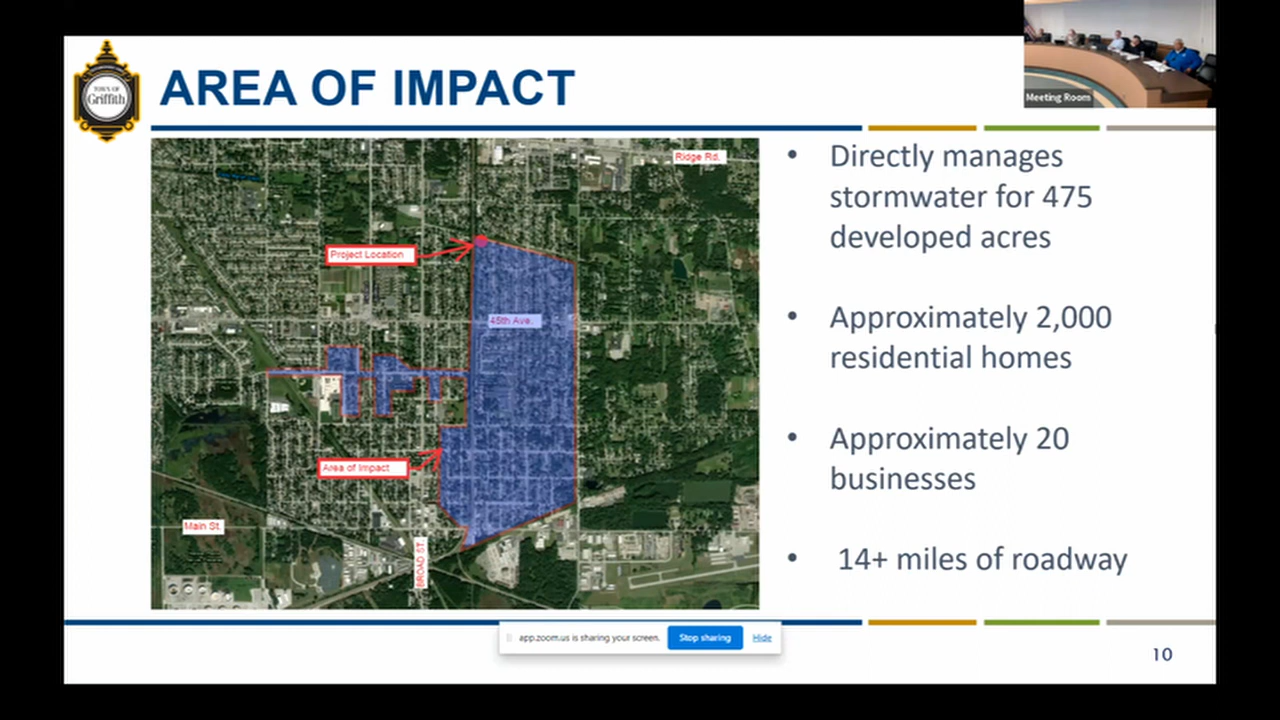 TOWN OF
Griffith
AREA OF IMPACT
Meeting Room
Ridge Rd.
Project Location
45th Ave.
Area of Impact
Main St.
BROAD ST.
• Directly manages
stormwater for 475
developed acres
• Approximately 2,000
residential homes
• Approximately 20
businesses
• 14+ miles of roadway
app.zoom.us is sharing your screen.
Stop sharing
Hide
10